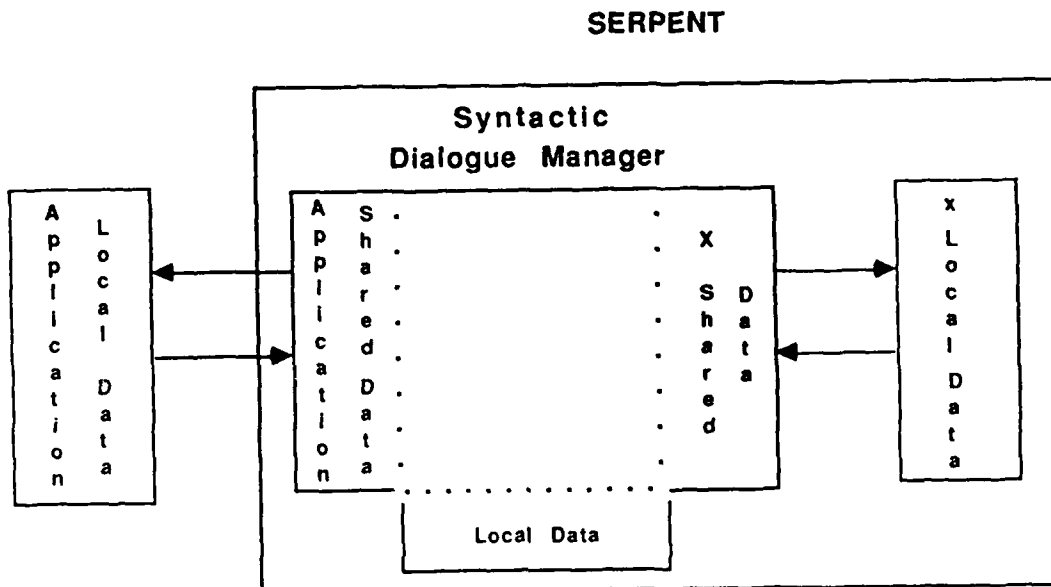 SERPENT
Syntactic
Dialogue Manager
Application
Local Data
Application
Shared Data
X Shared
Data
x Local Data
Local Data